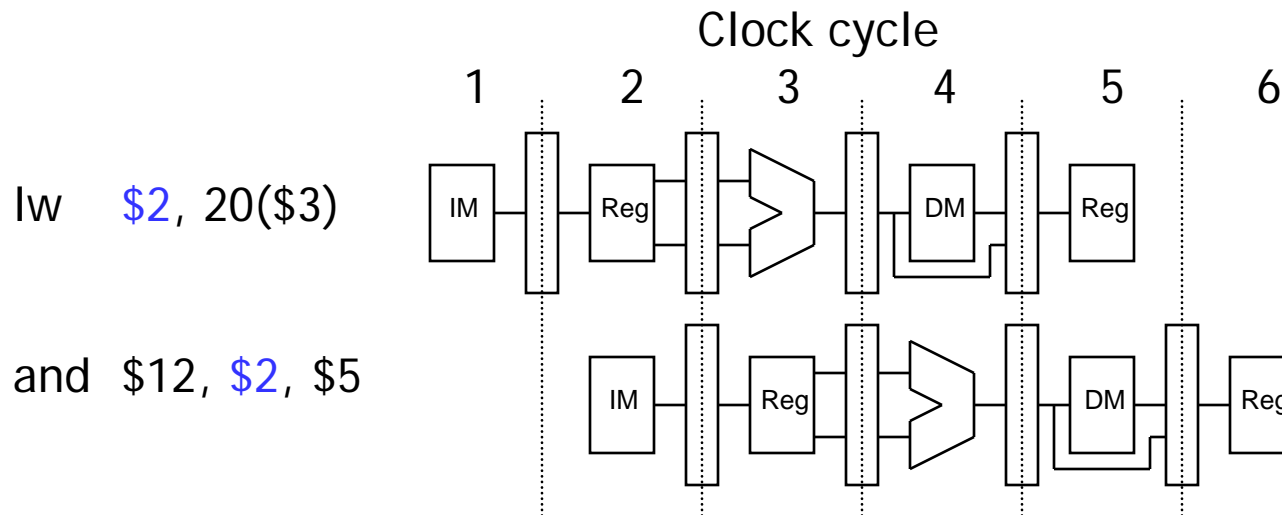 Clock cycle
1 2 3 4 5 6
lw $2, 20($3)
IM Reg DM Reg
and $12, $2, $5
IM Reg DM Reg